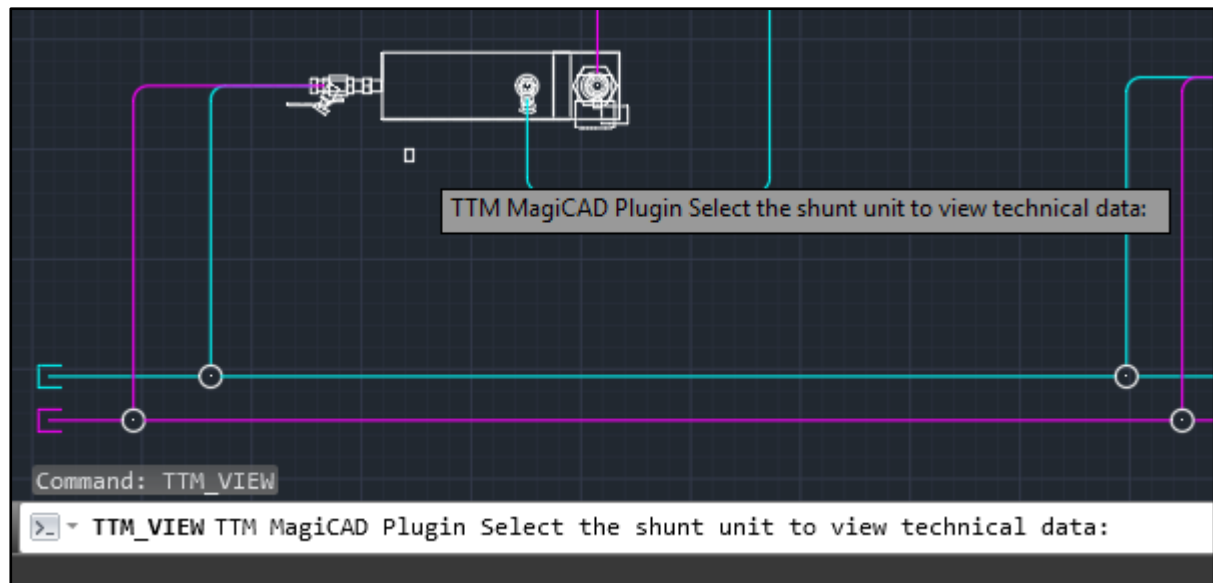 TTM MagiCAD Plugin Select the shunt unit to view technical data:
Command: TTM_VIEW
TTM_VIEW TTM MagiCAD Plugin Select the shunt unit to view technical data: